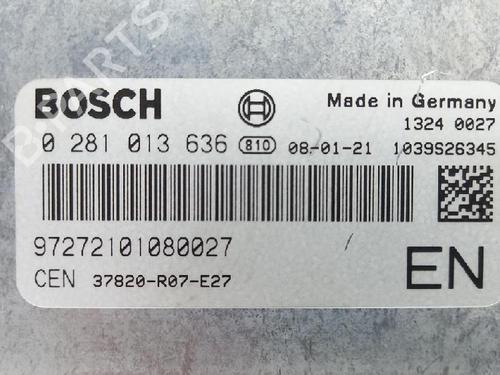 B-PARTS
BOSCH
Made in Germany
1324 0027
0 281 013 636 810 08-01-21 1039S26345
97272101080027
CEN 37820-R07-E27
EN